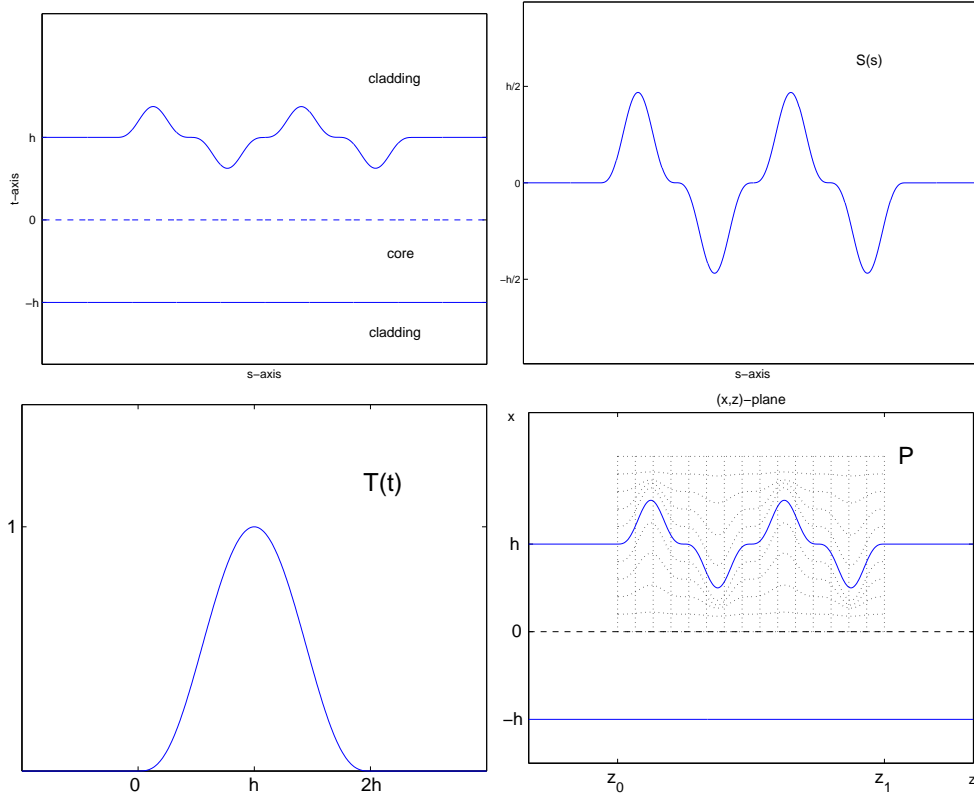 cladding
h
t-axis
0
core
-h
cladding
s-axis
S(s)
h/2
0
-h/2
s-axis
T(t)
1
0 h 2h
(x,z)-plane
x
P
h
0
-h
z0 z1 z